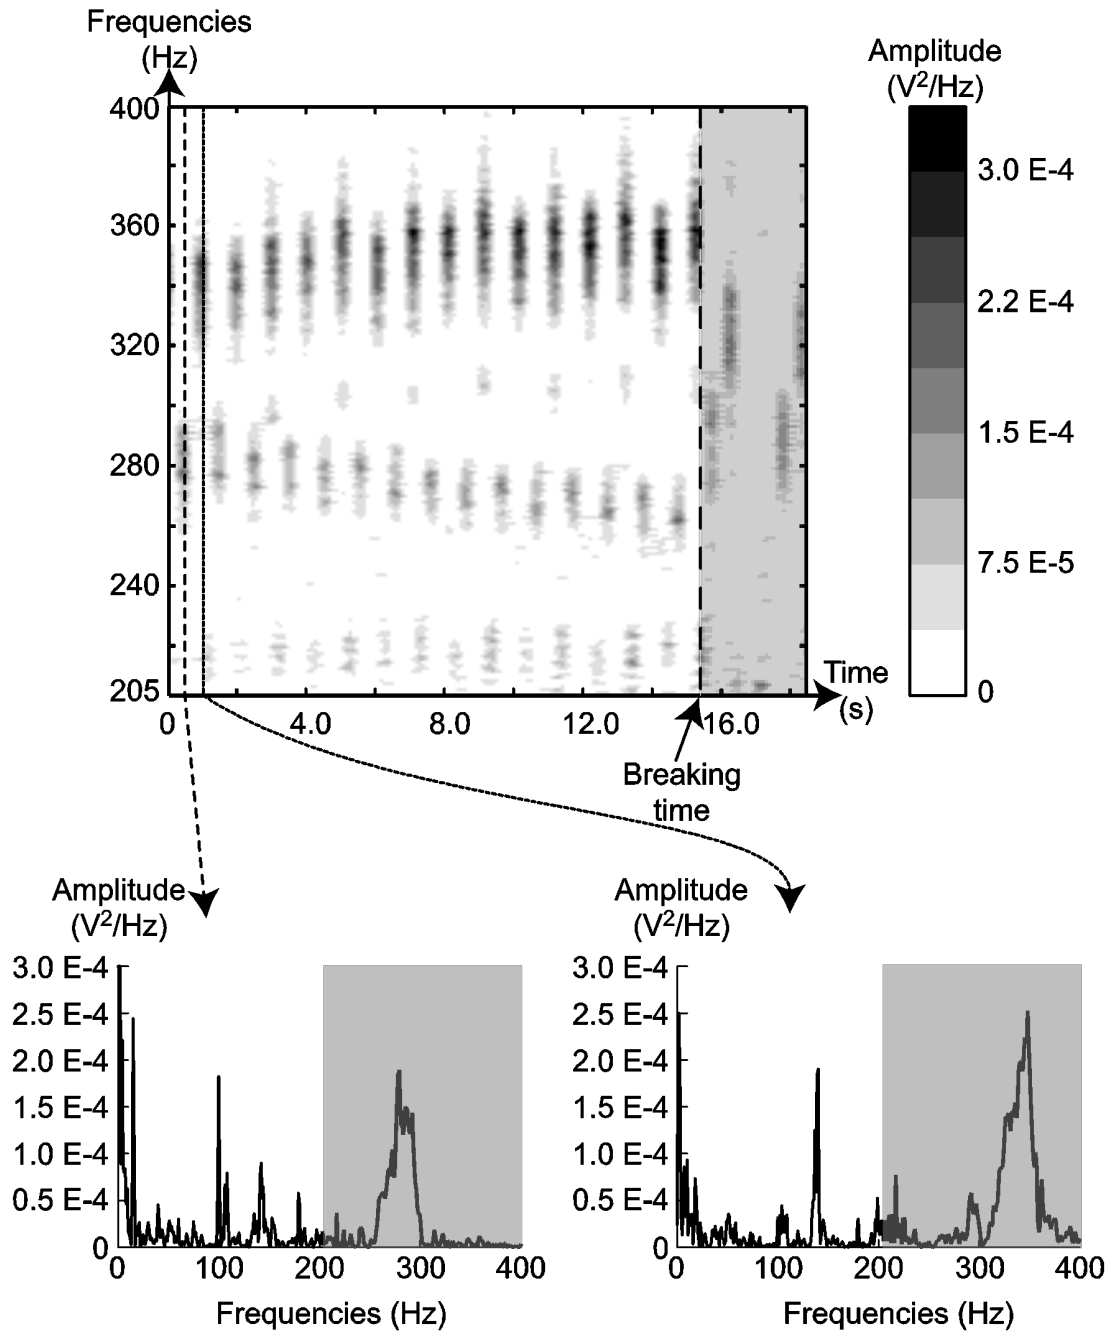 Frequencies
(Hz)
Amplitude
(V²/Hz)
400
360
320
280
240
205
3.0 E-4
2.2 E-4
1.5 E-4
7.5 E-5
0
Time
(s)
0 4.0 8.0 12.0 16.0
Breaking
time
Amplitude
(V²/Hz)
3.0 E-4
2.5 E-4
2.0 E-4
1.5 E-4
1.0 E-4
0.5 E-4
0
0 100 200 300 400
Frequencies (Hz)
Amplitude
(V²/Hz)
3.0 E-4
2.5 E-4
2.0 E-4
1.5 E-4
1.0 E-4
0.5 E-4
0
0 100 200 300 400
Frequencies (Hz)